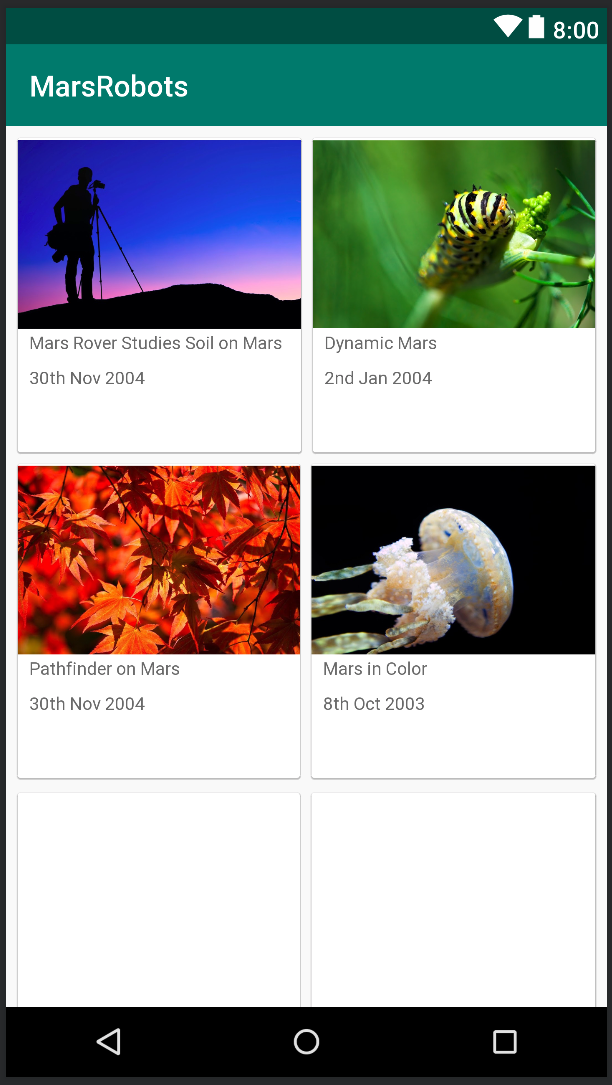 8:00
MarsRobots
Mars Rover Studies Soil on Mars
30th Nov 2004
Dynamic Mars
2nd Jan 2004
Pathfinder on Mars
30th Nov 2004
Mars in Color
8th Oct 2003